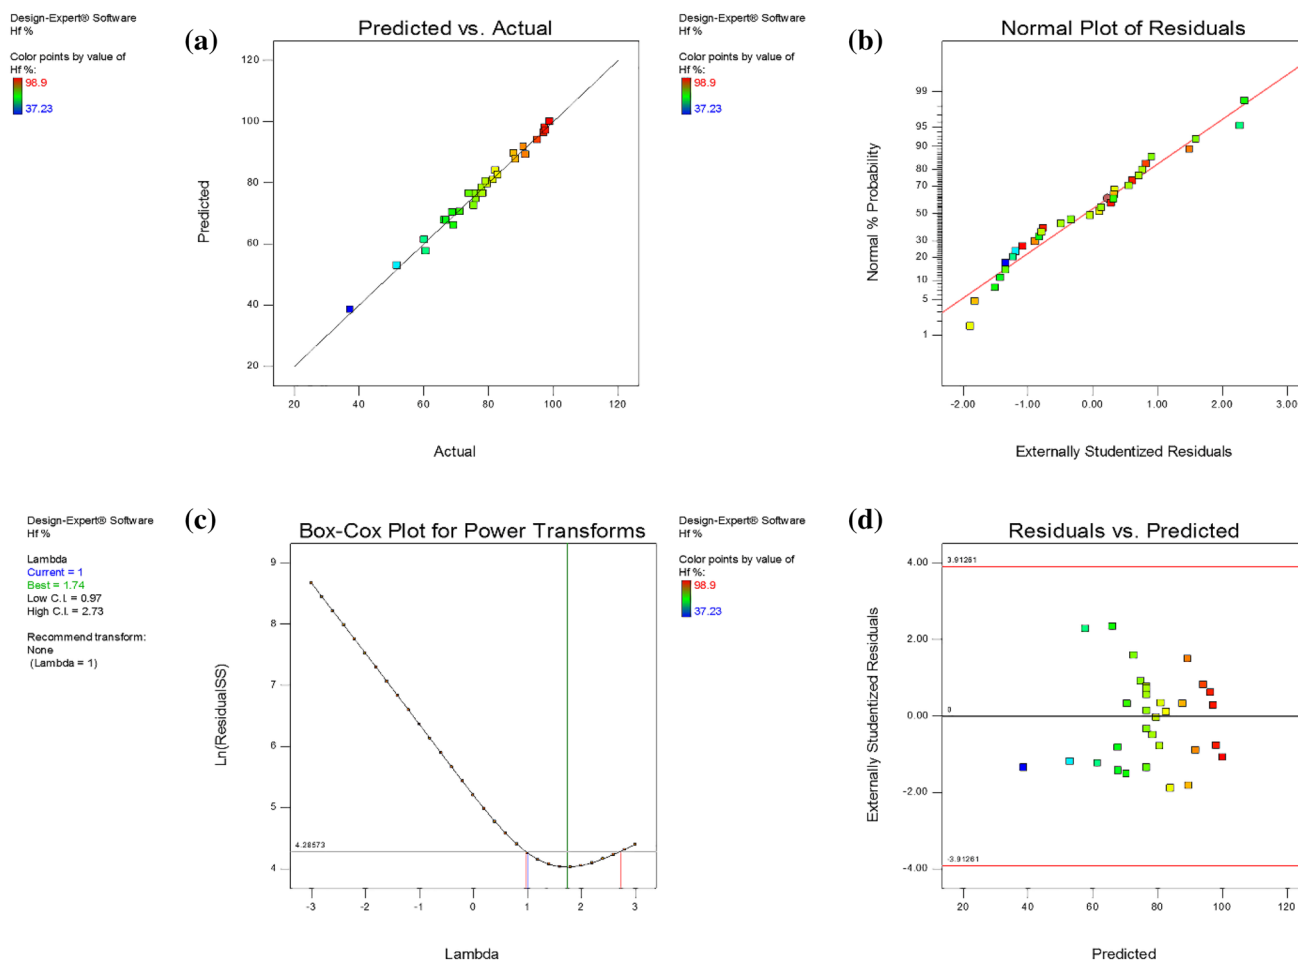 Design-Expert® Software
Hf %
Color points by value of
Hf %:
98.9
37.23
(a)
Predicted vs. Actual
120
100
80
60
40
20
Predicted
20 40 60 80 100 120
Actual
Design-Expert® Software
Hf %
Color points by value of
Hf %:
98.9
37.23
(b)
Normal Plot of Residuals
99
95
90
80
70
50
30
20
10
5
1
Normal % Probability
-2.00 -1.00 0.00 1.00 2.00 3.00
Externally Studentized Residuals
Design-Expert® Software
Hf %
Lambda
Current = 1
Best = 1.74
Low C.I. = 0.97
High C.I. = 2.73
Recommend transform:
None
(Lambda = 1)
(c)
Box-Cox Plot for Power Transforms
9
8
7
6
5
4
4.28573
Ln(ResidualSS)
-3 -2 -1 0 1 2 3
Lambda
Design-Expert® Software
Hf %
Color points by value of
Hf %:
98.9
37.23
(d)
Residuals vs. Predicted
4.00
2.00
0.00
-2.00
-4.00
3.91261
0
-3.91261
Externally Studentized Residuals
20 40 60 80 100 120
Predicted